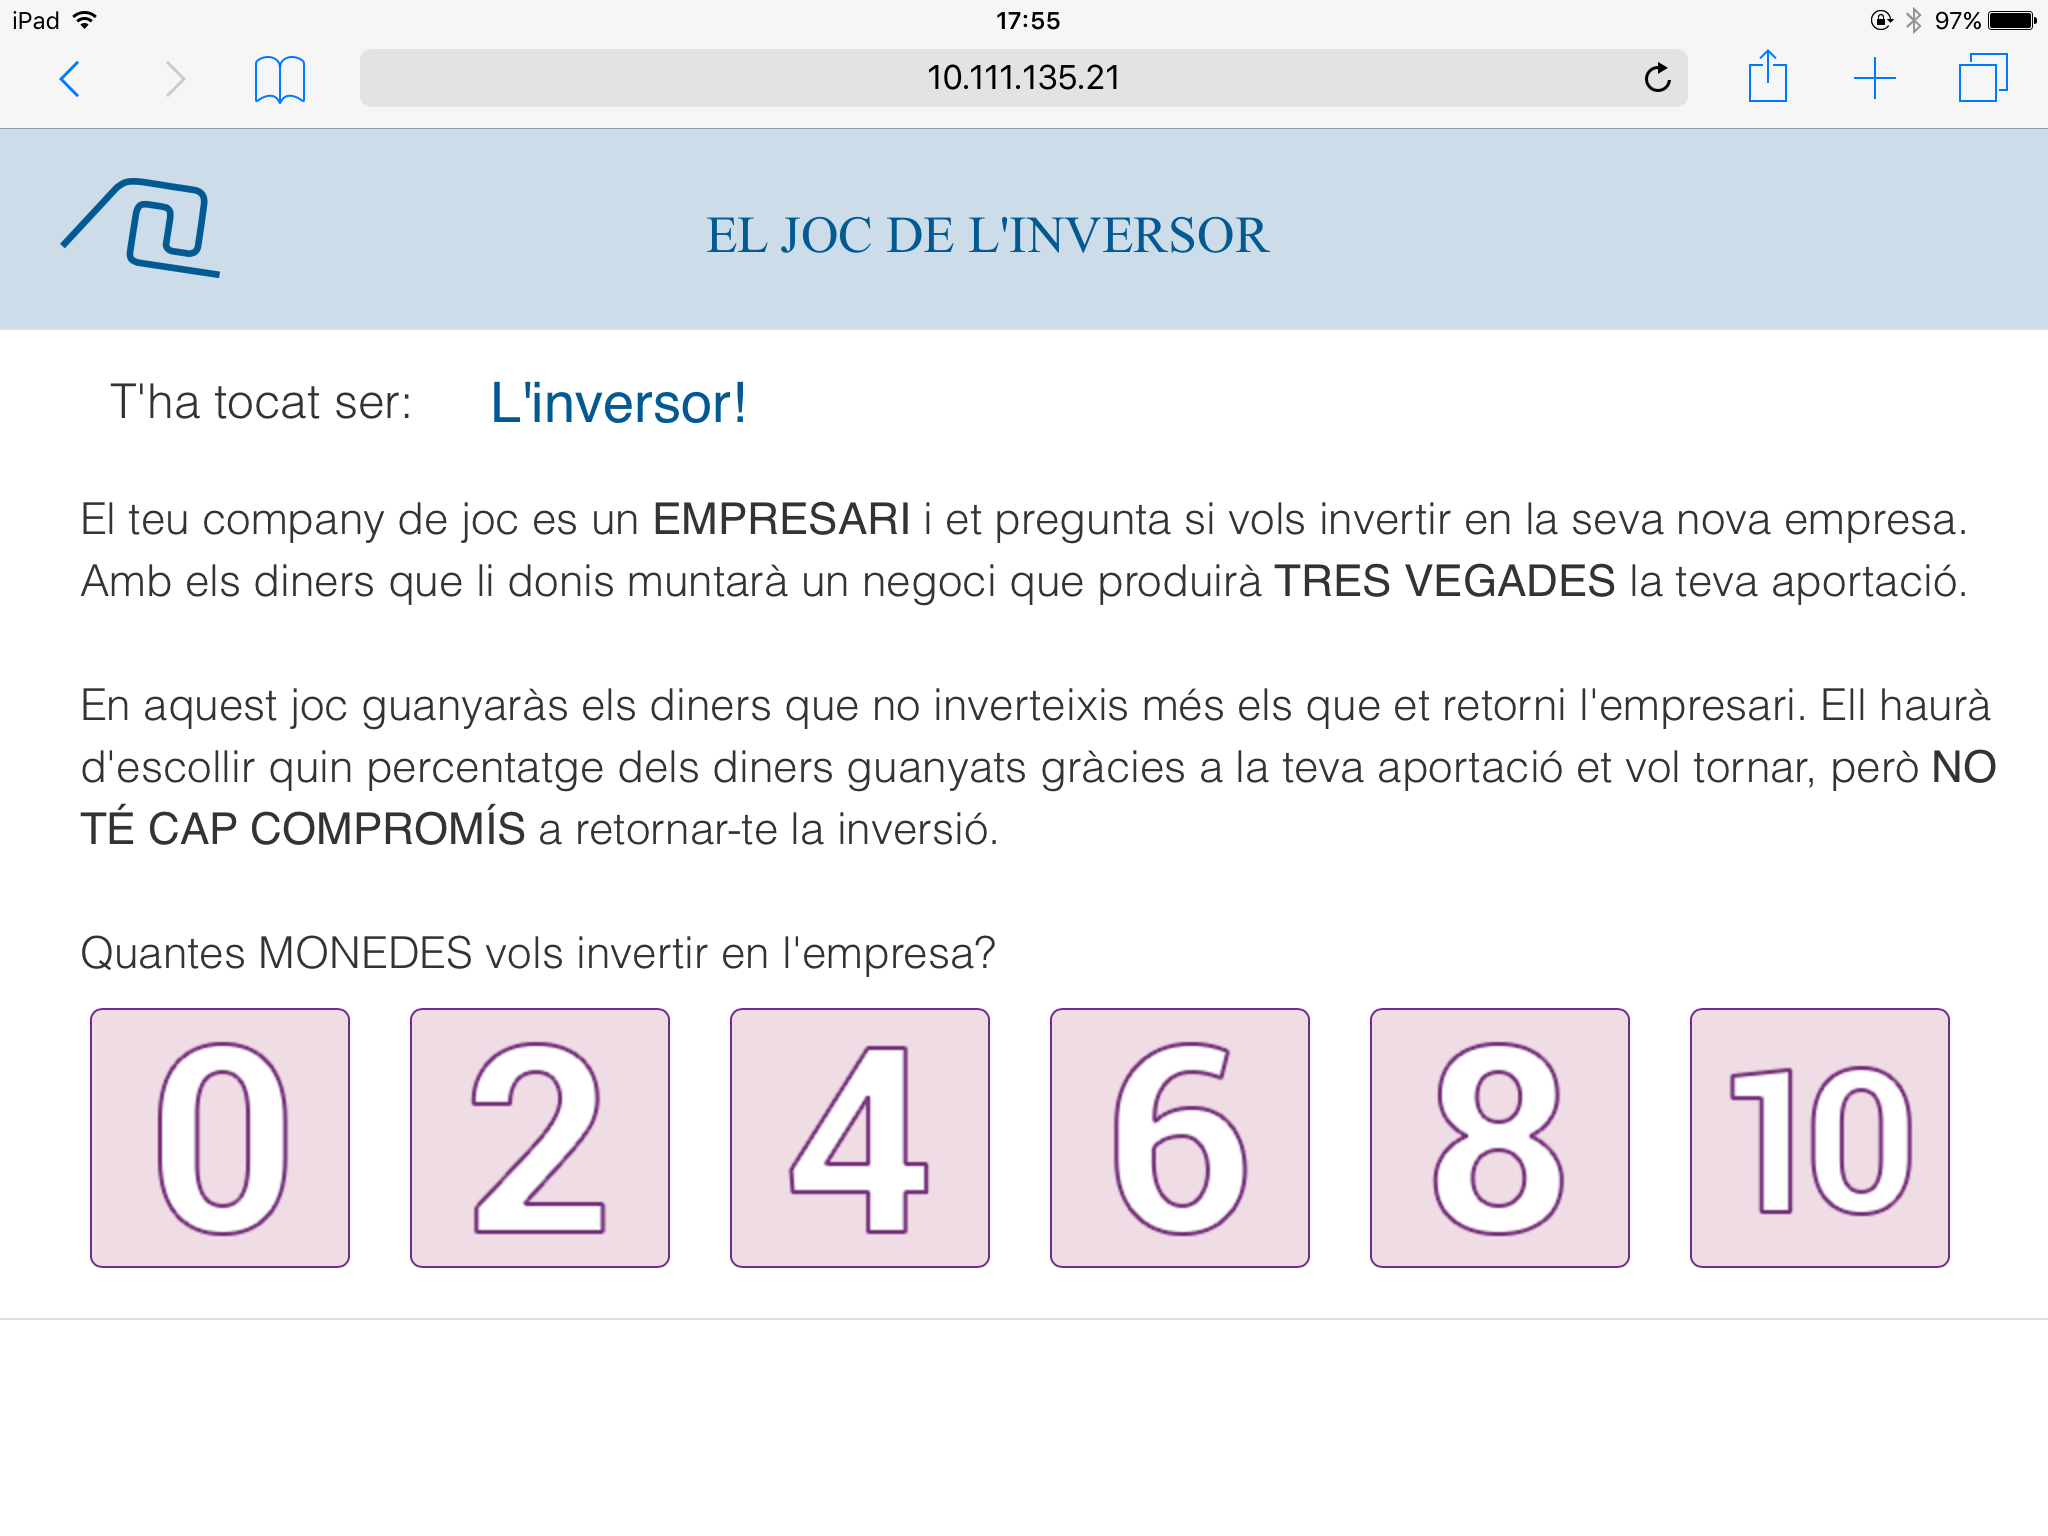 iPad
17:55
97%
10.111.135.21
EL JOC DE L'INVERSOR
T'ha tocat ser: L'inversor!
El teu company de joc es un EMPRESARI i et pregunta si vols invertir en la seva nova empresa.
Amb els diners que li donis muntarà un negoci que produirà TRES VEGADES la teva aportació.
En aquest joc guanyaràs els diners que no inverteixis més els que et retorni l'empresari. Ell haurà
d'escollir quin percentatge dels diners guanyats gràcies a la teva aportació et vol tornar, però NO
TÉ CAP COMPROMÍS a retornar-te la inversió.
Quantes MONEDES vols invertir en l'empresa?
0 2 4 6 8 10